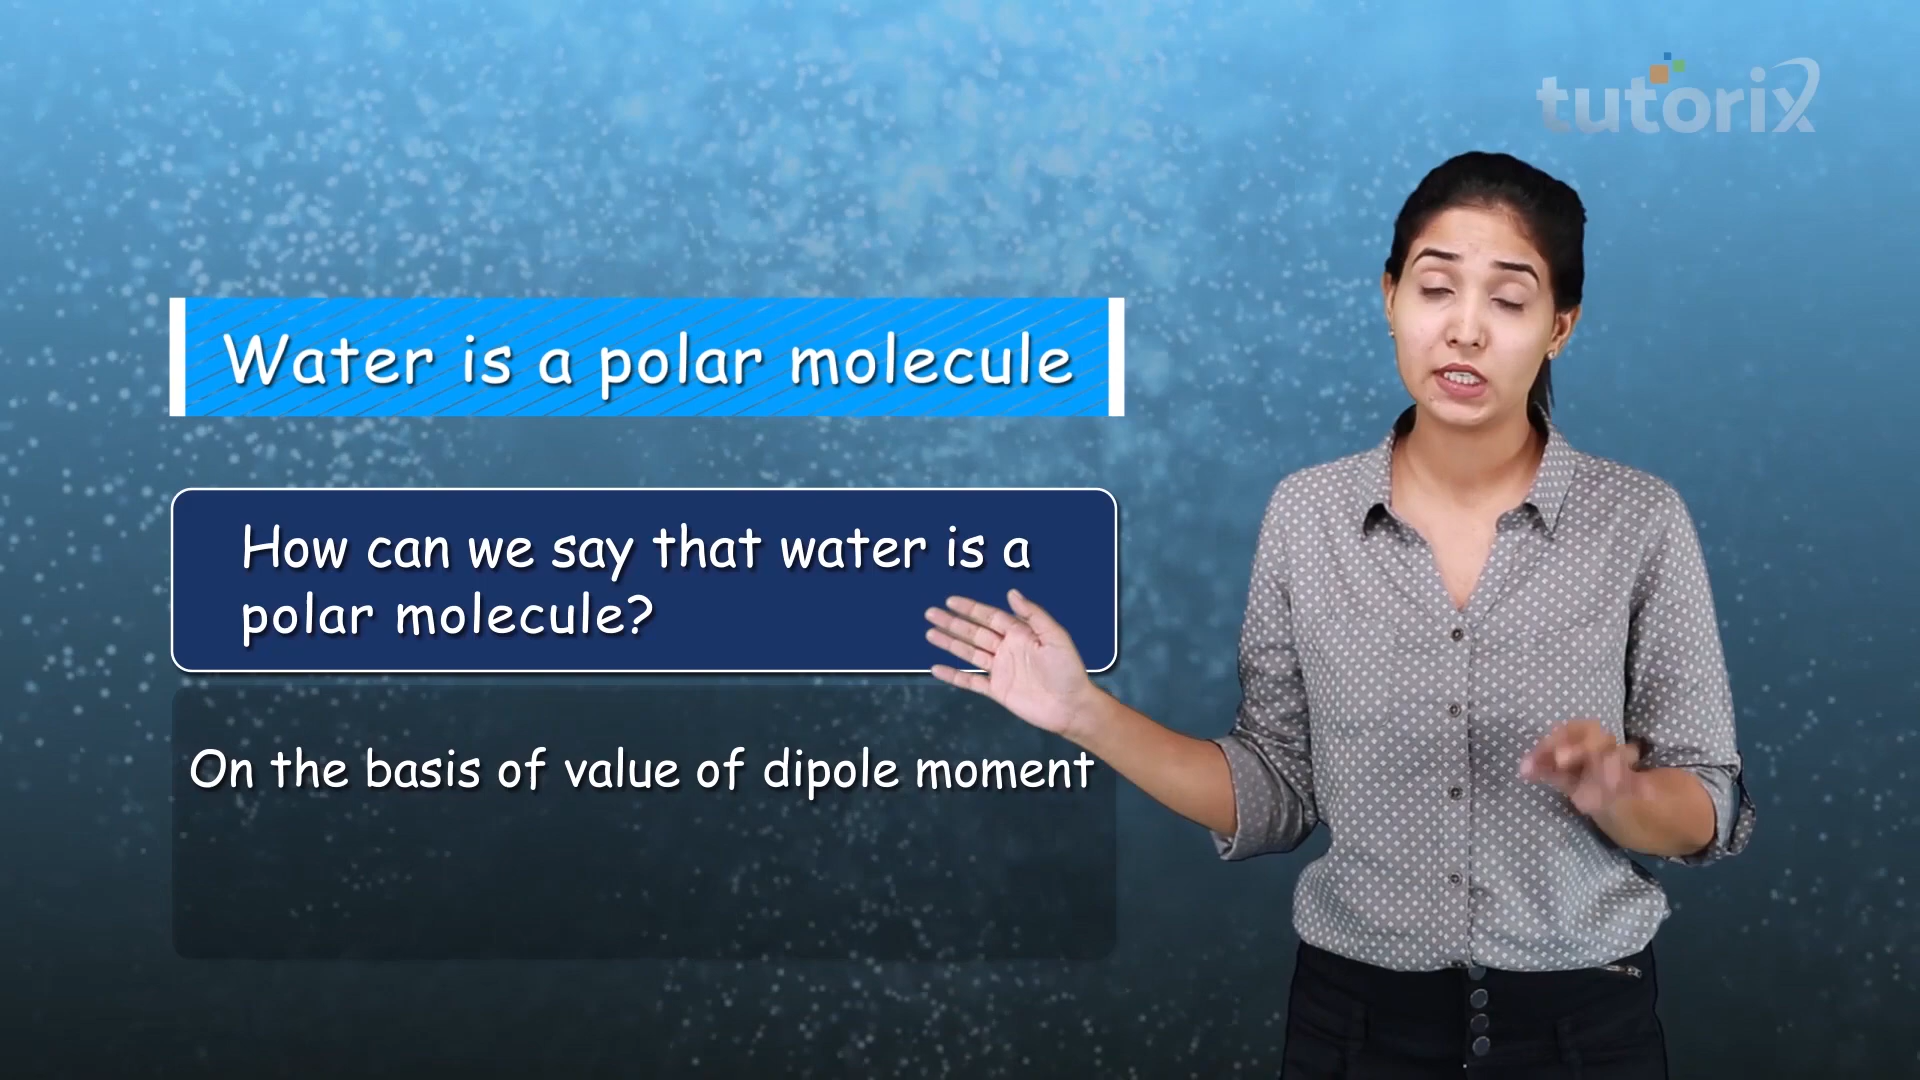 tutorix
Water is a polar molecule
How can we say that water is a
polar molecule?
On the basis of value of dipole moment